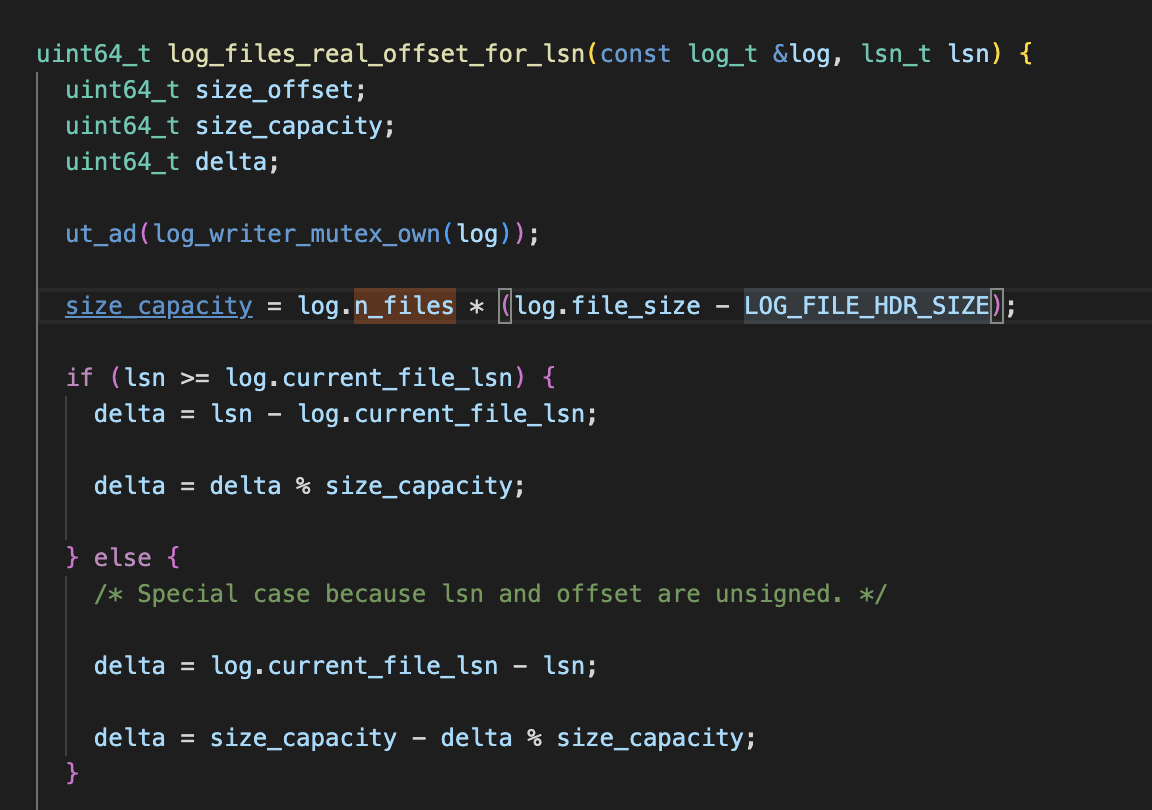 uint64_t log_files_real_offset_for_lsn(const log_t &log, lsn_t lsn) {
  uint64_t size_offset;
  uint64_t size_capacity;
  uint64_t delta;

  ut_ad(log_writer_mutex_own(log));

  size_capacity = log.n_files * (log.file_size - LOG_FILE_HDR_SIZE);

  if (lsn >= log.current_file_lsn) {
    delta = lsn - log.current_file_lsn;

    delta = delta % size_capacity;

  } else {
    /* Special case because lsn and offset are unsigned. */

    delta = log.current_file_lsn - lsn;

    delta = size_capacity - delta % size_capacity;
  }